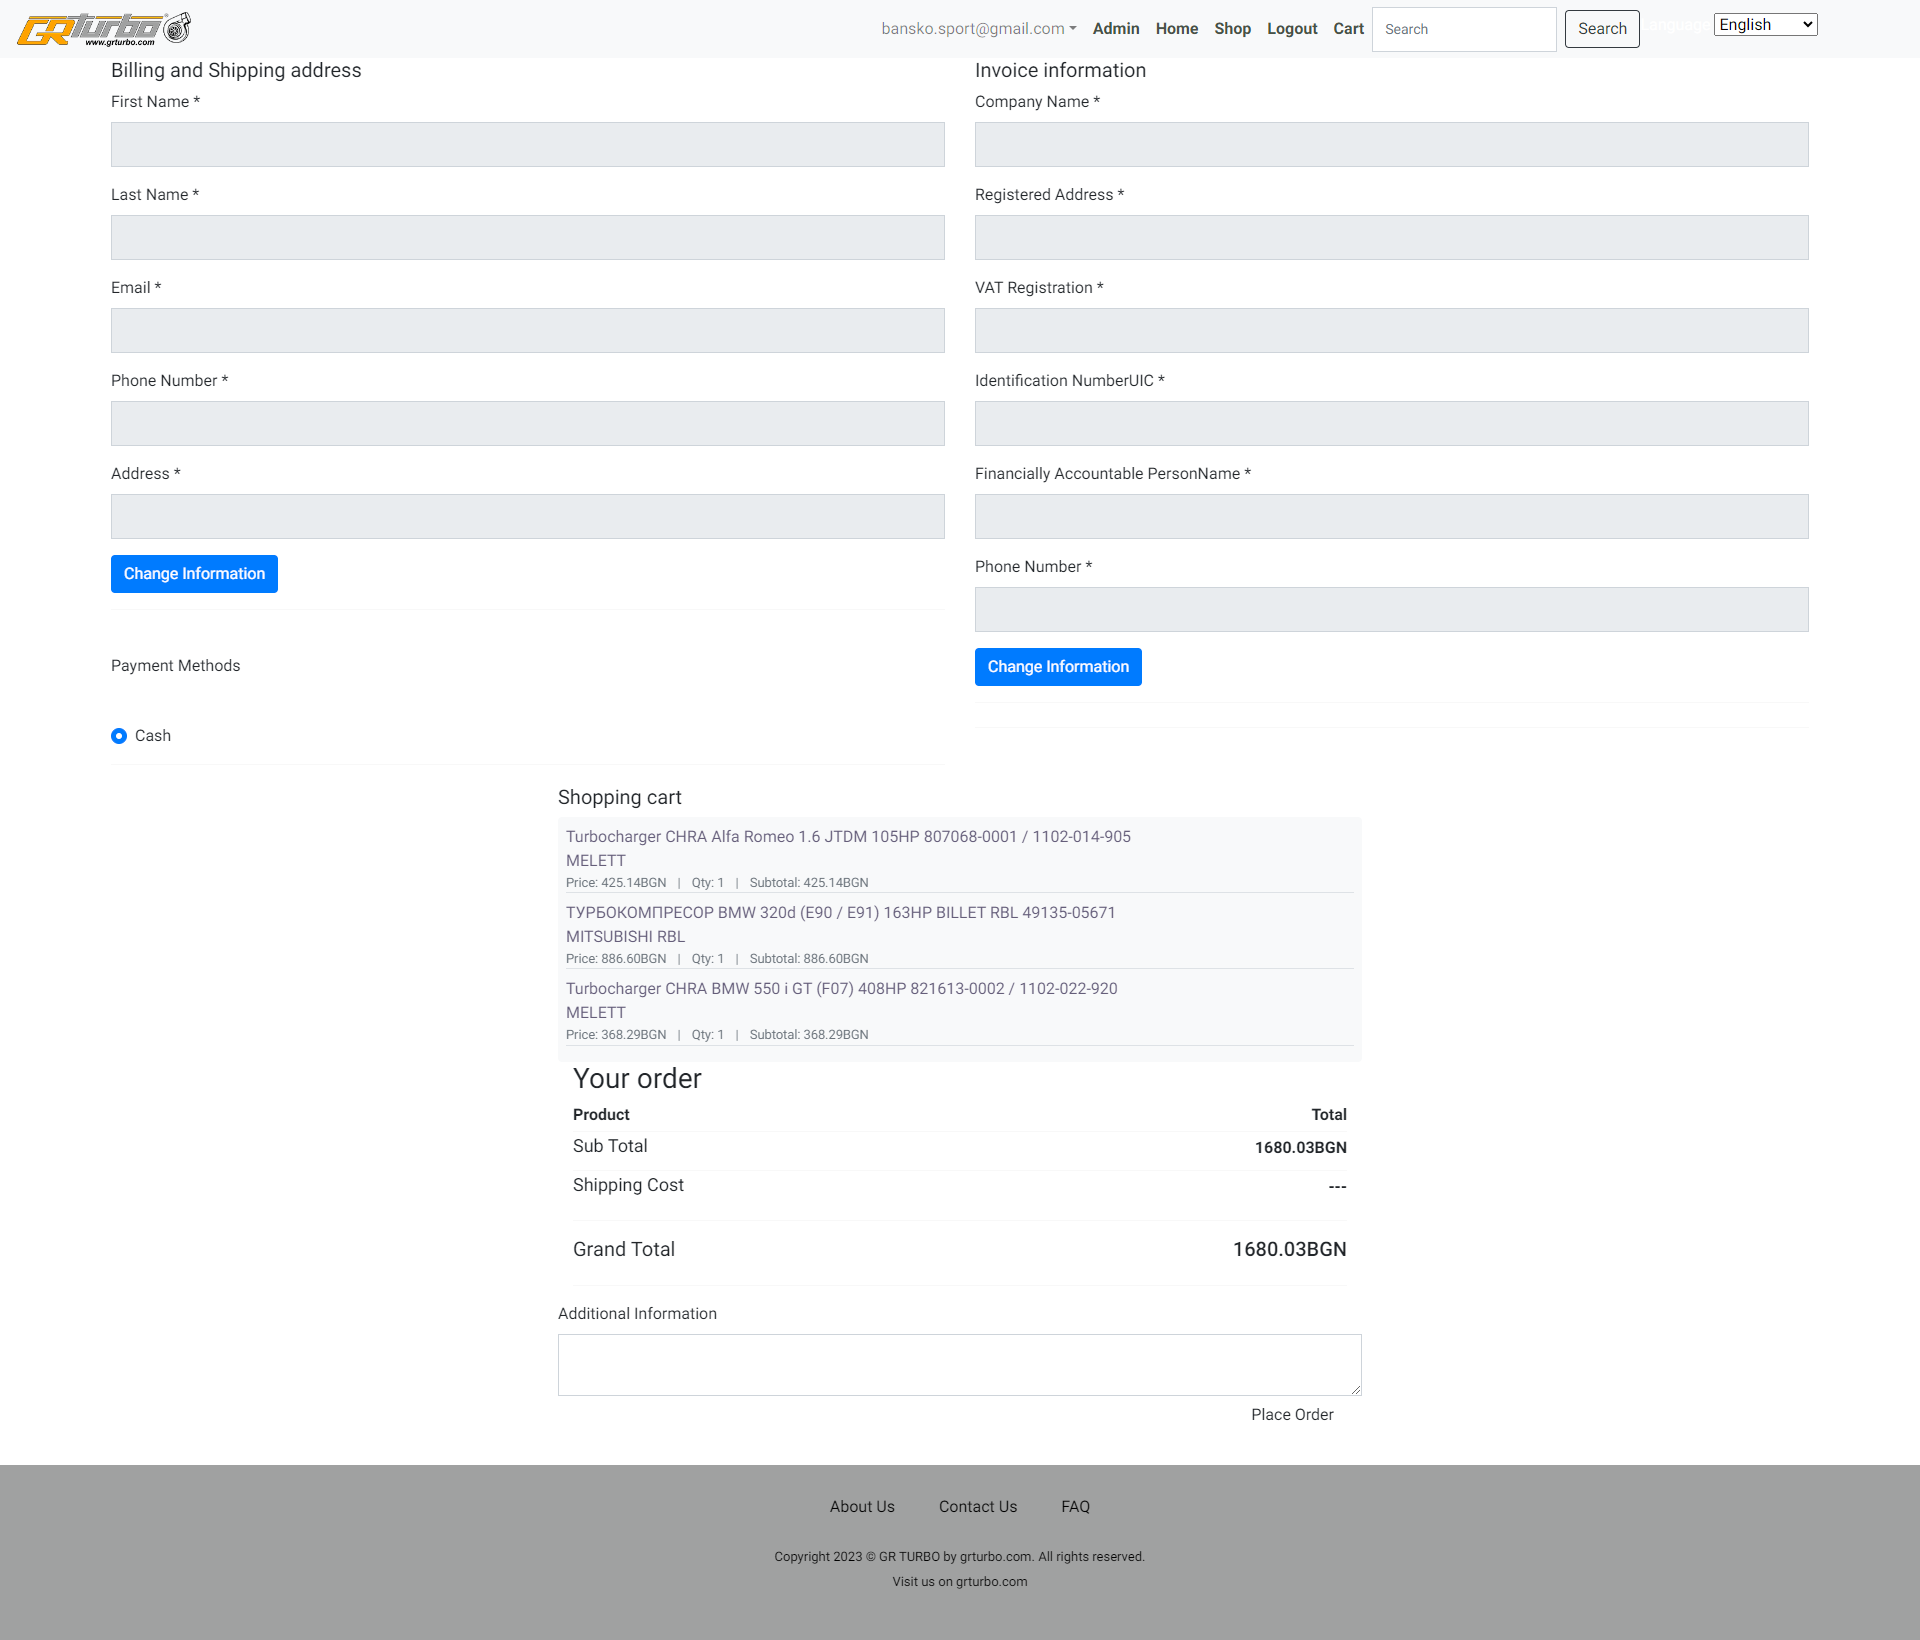 GRturbo
www.grturbo.com
bansko.sport@gmail.com Admin Home Shop Logout Cart Search Search Language English
Billing and Shipping address
First Name *
Last Name *
Email *
Phone Number *
Address *
Change Information
Payment Methods
Cash
Invoice information
Company Name *
Registered Address *
VAT Registration *
Identification NumberUIC *
Financially Accountable PersonName *
Phone Number *
Change Information
Shopping cart
Turbocharger CHRA Alfa Romeo 1.6 JTDM 105HP 807068-0001 / 1102-014-905
MELETT
Price: 425.14BGN | Qty: 1 | Subtotal: 425.14BGN
ТУРБОКОМПРЕСОР BMW 320d (E90 / E91) 163HP BILLET RBL 49135-05671
MITSUBISHI RBL
Price: 886.60BGN | Qty: 1 | Subtotal: 886.60BGN
Turbocharger CHRA BMW 550 i GT (F07) 408HP 821613-0002 / 1102-022-920
MELETT
Price: 368.29BGN | Qty: 1 | Subtotal: 368.29BGN
Your order
Product Total
Sub Total 1680.03BGN
Shipping Cost ---
Grand Total 1680.03BGN
Additional Information
Place Order
About Us Contact Us FAQ
Copyright 2023 © GR TURBO by grturbo.com. All rights reserved.
Visit us on grturbo.com